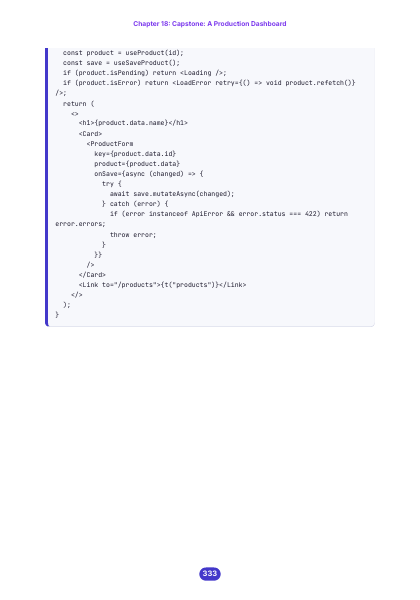 Chapter 18: Capstone: A Production Dashboard
  const product = useProduct(id);
  const save = useSaveProduct();
  if (product.isPending) return <Loading />;
  if (product.isError) return <LoadError retry={() => void product.refetch()}
/>;
  return (
    <>
      <h1>{product.data.name}</h1>
      <Card>
        <ProductForm
          key={product.data.id}
          product={product.data}
          onSave={async (changed) => {
            try {
              await save.mutateAsync(changed);
            } catch (error) {
              if (error instanceof ApiError && error.status === 422) return
error.errors;
              throw error;
            }
          }}
        />
      </Card>
      <Link to="/products">{t("products")}</Link>
    </>
  );
}
333